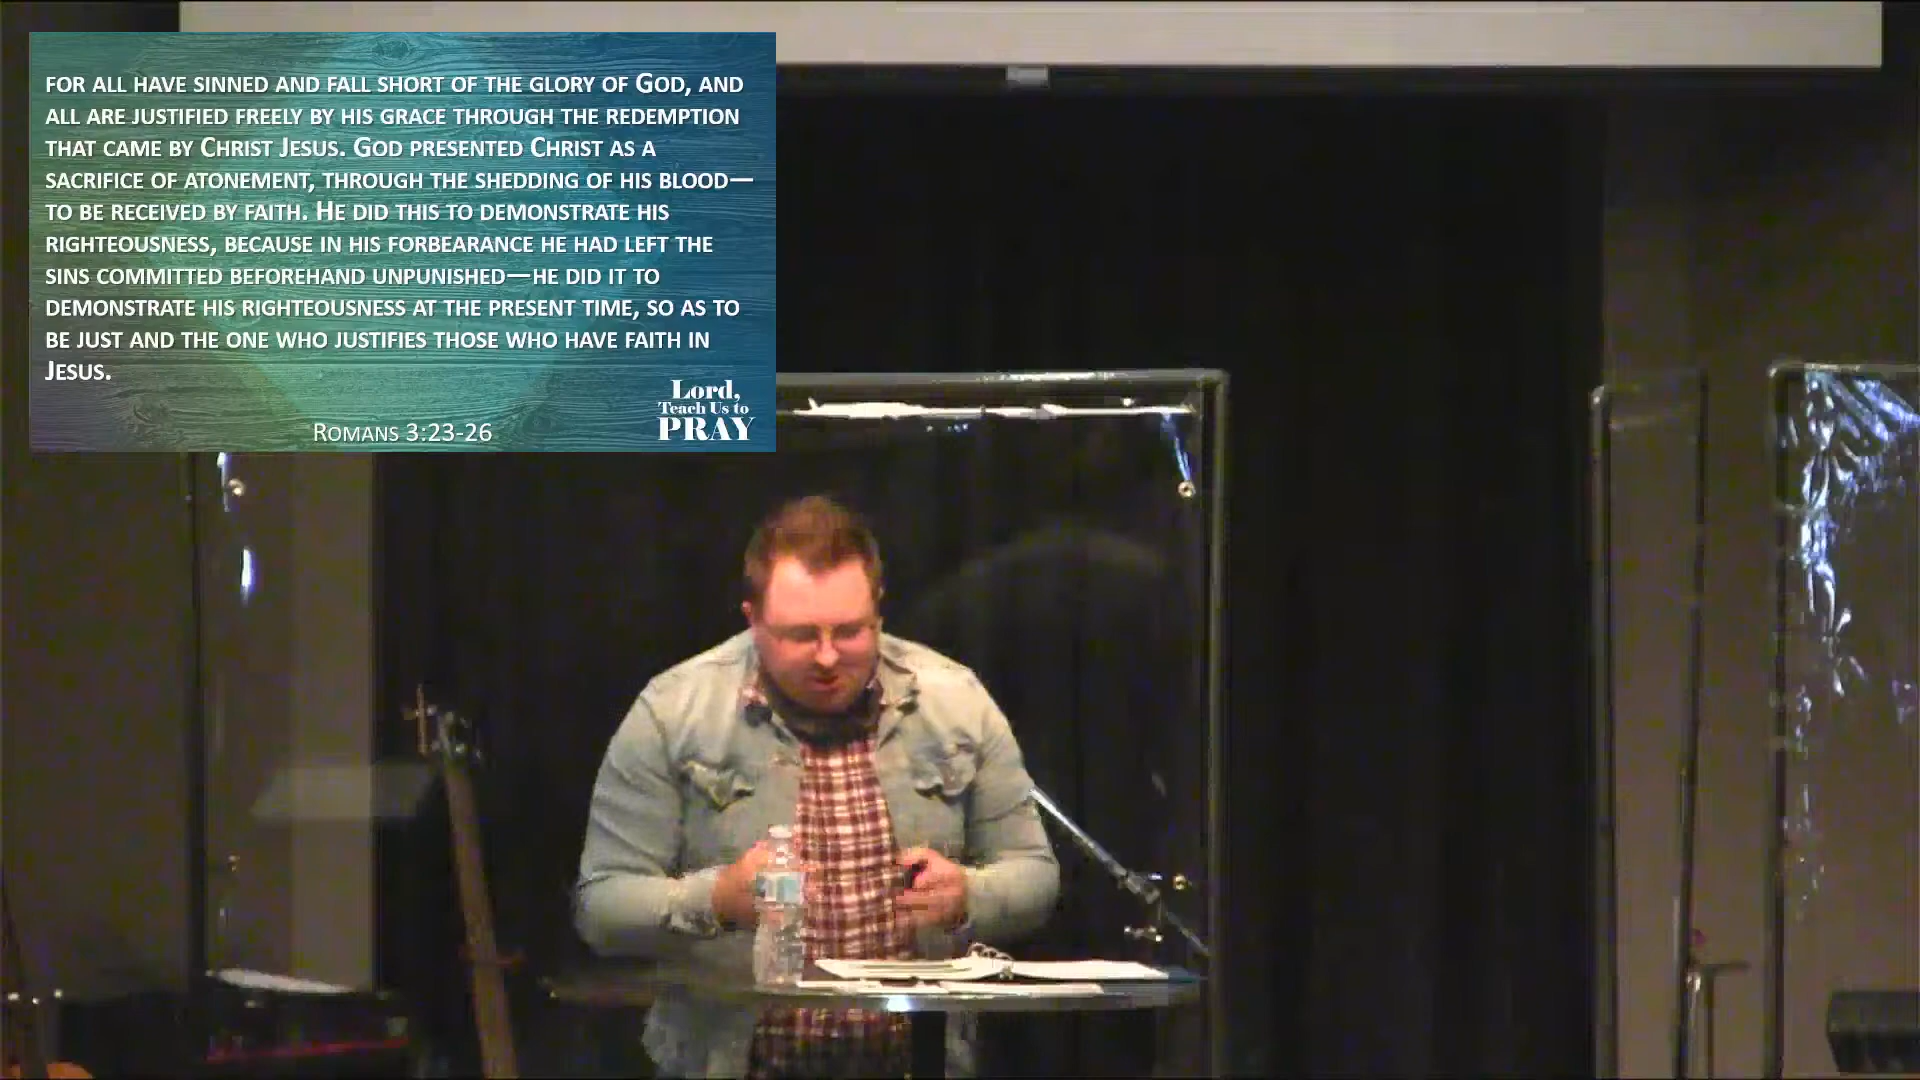 FOR ALL HAVE SINNED AND FALL SHORT OF THE GLORY OF GOD, AND
ALL ARE JUSTIFIED FREELY BY HIS GRACE THROUGH THE REDEMPTION
THAT CAME BY CHRIST JESUS. GOD PRESENTED CHRIST AS A
SACRIFICE OF ATONEMENT, THROUGH THE SHEDDING OF HIS BLOOD—
TO BE RECEIVED BY FAITH. HE DID THIS TO DEMONSTRATE HIS
RIGHTEOUSNESS, BECAUSE IN HIS FORBEARANCE HE HAD LEFT THE
SINS COMMITTED BEFOREHAND UNPUNISHED—HE DID IT TO
DEMONSTRATE HIS RIGHTEOUSNESS AT THE PRESENT TIME, SO AS TO
BE JUST AND THE ONE WHO JUSTIFIES THOSE WHO HAVE FAITH IN
JESUS.
ROMANS 3:23-26
Lord,
Teach Us to
PRAY